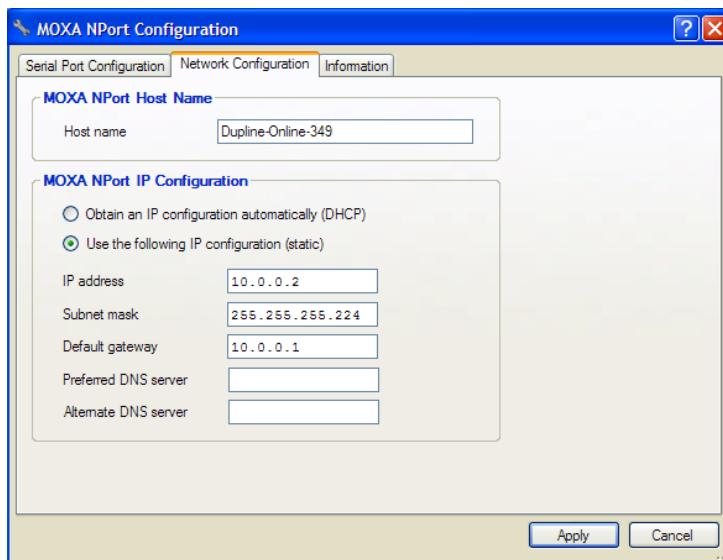 MOXA NPort Configuration
Serial Port Configuration Network Configuration Information
MOXA NPort Host Name
Host name Dupline-Online-349
MOXA NPort IP Configuration
Obtain an IP configuration automatically (DHCP)
Use the following IP configuration (static)
IP address 10.0.0.2
Subnet mask 255.255.255.224
Default gateway 10.0.0.1
Preferred DNS server
Alternate DNS server
Apply Cancel